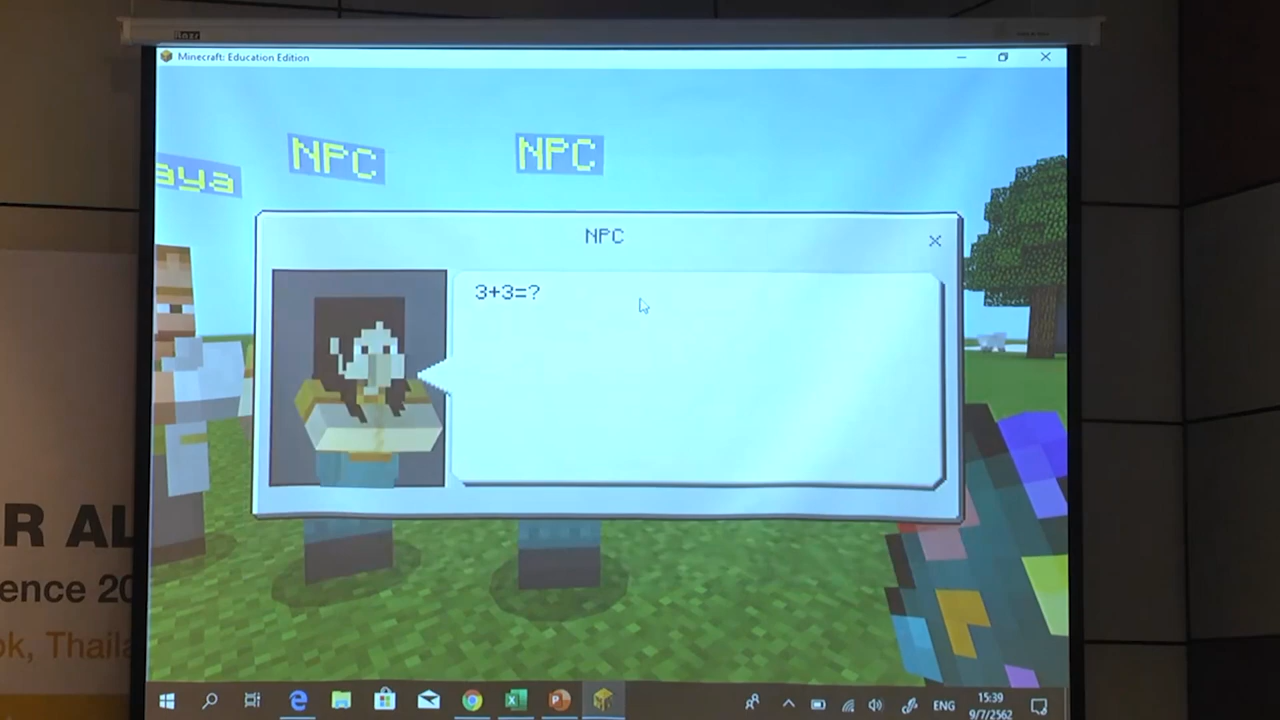 Minecraft: Education Edition
aya
NPC
NPC
NPC
3+3=?
R AL
ence 20
ok, Thaila
ENG
15:39
9/7/2562